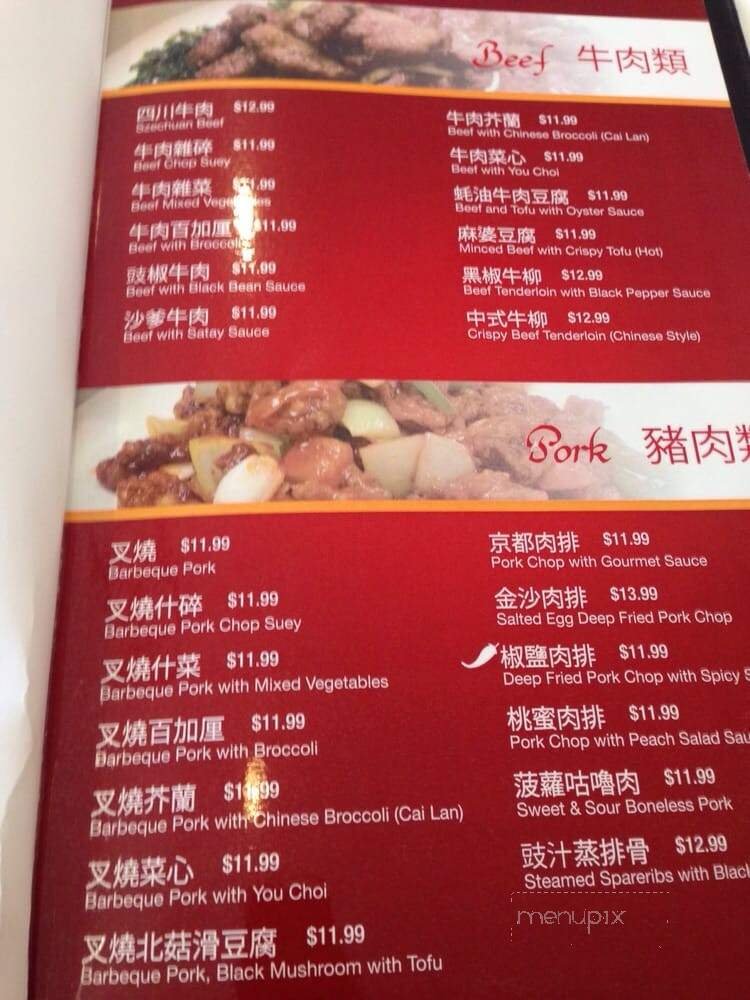 Beef 牛肉類
四川牛肉 $12.99
Szechuan Beef
牛肉雜碎 $11.99
Beef Chop Suey
牛肉雜菜 $11.99
Beef Mixed Vegetables
牛肉百加厘 $11.99
Beef with Broccoli
豉椒牛肉 $11.99
Beef with Black Bean Sauce
沙爹牛肉 $11.99
Beef with Satay Sauce
牛肉芥蘭 $11.99
Beef with Chinese Broccoli (Cai Lan)
牛肉菜心 $11.99
Beef with You Choi
蚝油牛肉豆腐 $11.99
Beef and Tofu with Oyster Sauce
麻婆豆腐 $11.99
Minced Beef with Crispy Tofu (Hot)
黑椒牛柳 $12.99
Beef Tenderloin with Black Pepper Sauce
中式牛柳 $12.99
Crispy Beef Tenderloin (Chinese Style)
Pork 豬肉類
叉燒 $11.99
Barbeque Pork
叉燒什碎 $11.99
Barbeque Pork Chop Suey
叉燒什菜 $11.99
Barbeque Pork with Mixed Vegetables
叉燒百加厘 $11.99
Barbeque Pork with Broccoli
叉燒芥蘭 $11.99
Barbeque Pork with Chinese Broccoli (Cai Lan)
叉燒菜心 $11.99
Barbeque Pork with You Choi
叉燒北菇滑豆腐 $11.99
Barbeque Pork, Black Mushroom with Tofu
京都肉排 $11.99
Pork Chop with Gourmet Sauce
金沙肉排 $13.99
Salted Egg Deep Fried Pork Chop
椒鹽肉排 $11.99
Deep Fried Pork Chop with Spicy S
桃蜜肉排 $11.99
Pork Chop with Peach Salad Sau
菠蘿咕嚕肉 $11.99
Sweet & Sour Boneless Pork
豉汁蒸排骨 $12.99
Steamed Spareribs with Blac
menupix